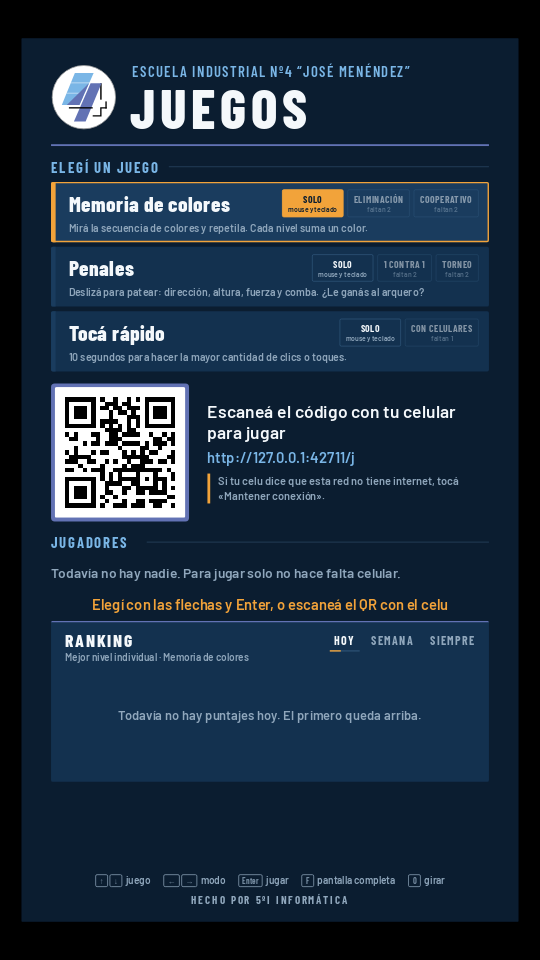 ESCUELA INDUSTRIAL Nº4 “JOSÉ MENÉNDEZ”
JUEGOS
ELEGÍ UN JUEGO
Memoria de colores
SOLO
mouse y teclado
ELIMINACIÓN
faltan 2
COOPERATIVO
faltan 2
Mirá la secuencia de colores y repetila. Cada nivel suma un color.
Penales
SOLO
mouse y teclado
1 CONTRA 1
faltan 2
TORNEO
faltan 2
Deslizá para patear: dirección, altura, fuerza y comba. ¿Le ganás al arquero?
Tocá rápido
SOLO
mouse y teclado
CON CELULARES
faltan 1
10 segundos para hacer la mayor cantidad de clics o toques.
Escaneá el código con tu celular
para jugar
http://127.0.0.1:42711/j
Si tu celu dice que esta red no tiene internet, tocá
«Mantener conexión».
JUGADORES
Todavía no hay nadie. Para jugar solo no hace falta celular.
Elegí con las flechas y Enter, o escaneá el QR con el celu
RANKING
HOY SEMANA SIEMPRE
Mejor nivel individual · Memoria de colores
Todavía no hay puntajes hoy. El primero queda arriba.
↑ ↓ juego ← → modo Enter jugar F pantalla completa 0 girar
HECHO POR 5º1 INFORMÁTICA